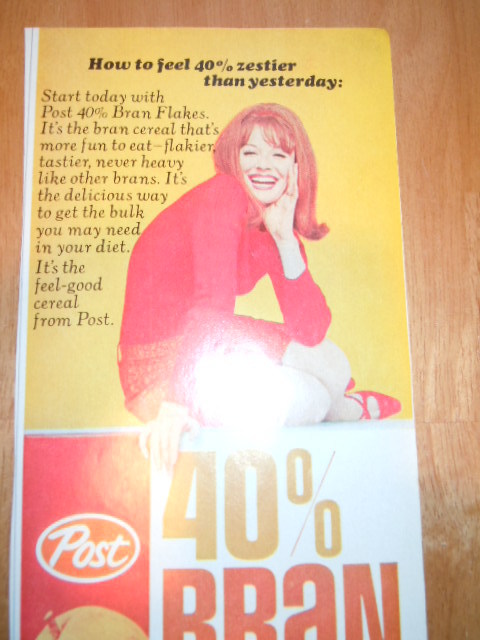 How to feel 40% zestier
than yesterday:
Start today with
Post 40% Bran Flakes.
It's the bran cereal that's
more fun to eat–flakier,
tastier, never heavy
like other brans. It's
the delicious way
to get the bulk
you may need
in your diet.
It's the
feel-good
cereal
from Post.
40%
Post
BRAN